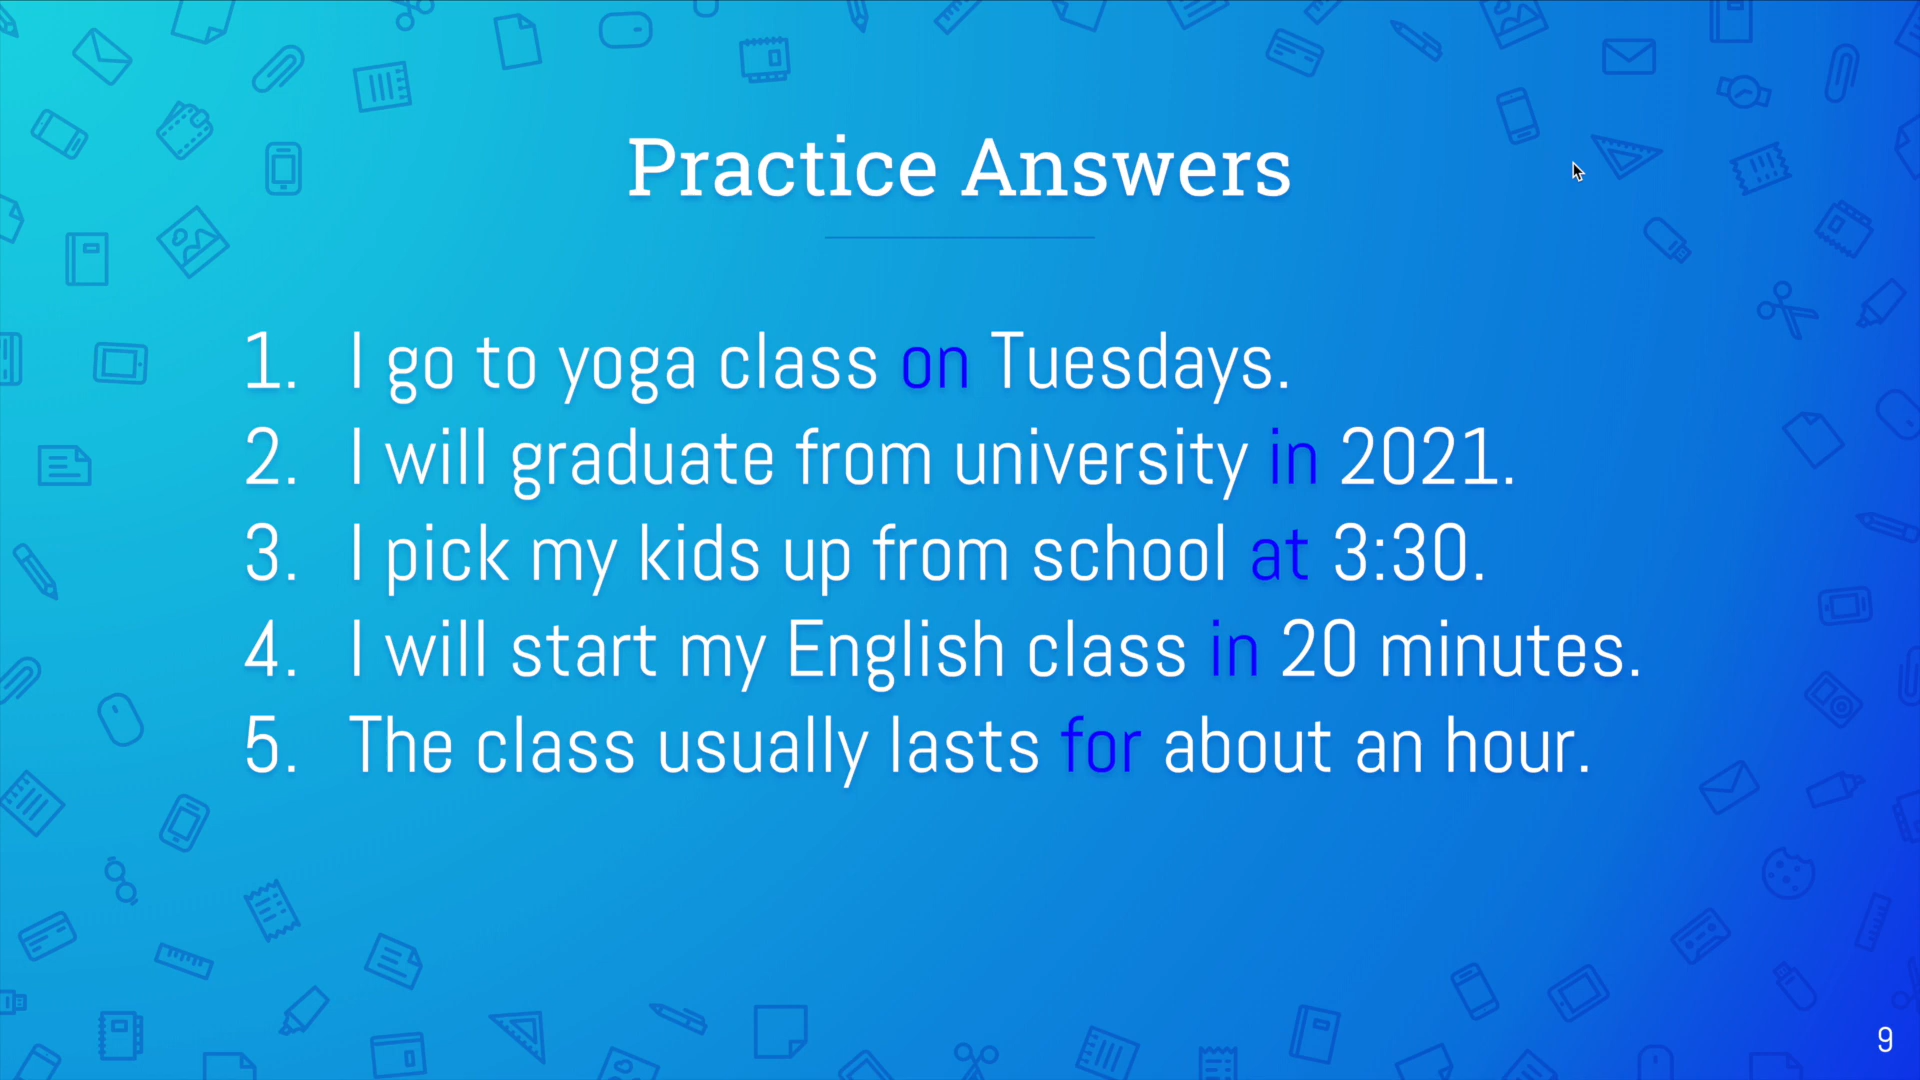 Practice Answers
1. I go to yoga class on Tuesdays.
2. I will graduate from university in 2021.
3. I pick my kids up from school at 3:30.
4. I will start my English class in 20 minutes.
5. The class usually lasts for about an hour.
9